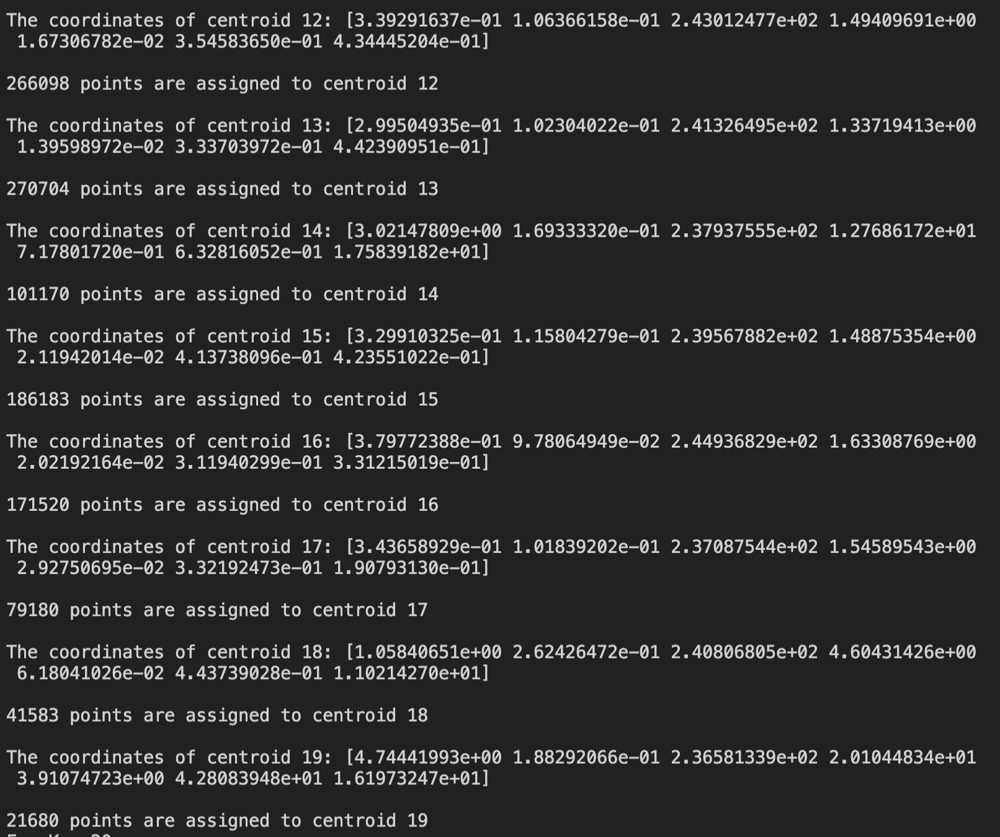 The coordinates of centroid 12: [3.39291637e-01 1.06366158e-01 2.43012477e+02 1.49409691e+00
1.67306782e-02 3.54583650e-01 4.34445204e-01]
266098 points are assigned to centroid 12
The coordinates of centroid 13: [2.99504935e-01 1.02304022e-01 2.41326495e+02 1.33719413e+00
1.39598972e-02 3.33703972e-01 4.42390951e-01]
270704 points are assigned to centroid 13
The coordinates of centroid 14: [3.02147809e+00 1.69333320e-01 2.37937555e+02 1.27686172e+01
7.17801720e-01 6.32816052e-01 1.75839182e+01]
101170 points are assigned to centroid 14
The coordinates of centroid 15: [3.29910325e-01 1.15804279e-01 2.39567882e+02 1.48875354e+00
2.11942014e-02 4.13738096e-01 4.23551022e-01]
186183 points are assigned to centroid 15
The coordinates of centroid 16: [3.79772388e-01 9.78064949e-02 2.44936829e+02 1.63308769e+00
2.02192164e-02 3.11940299e-01 3.31215019e-01]
171520 points are assigned to centroid 16
The coordinates of centroid 17: [3.43658929e-01 1.01839202e-01 2.37087544e+02 1.54589543e+00
2.92750695e-02 3.32192473e-01 1.90793130e-01]
79180 points are assigned to centroid 17
The coordinates of centroid 18: [1.05840651e+00 2.62426472e-01 2.40806805e+02 4.60431426e+00
6.18041026e-02 4.43739028e-01 1.10214270e+01]
41583 points are assigned to centroid 18
The coordinates of centroid 19: [4.74441993e+00 1.88292066e-01 2.36581339e+02 2.01044834e+01
3.91074723e+00 4.28083948e+01 1.61973247e+01]
21680 points are assigned to centroid 19